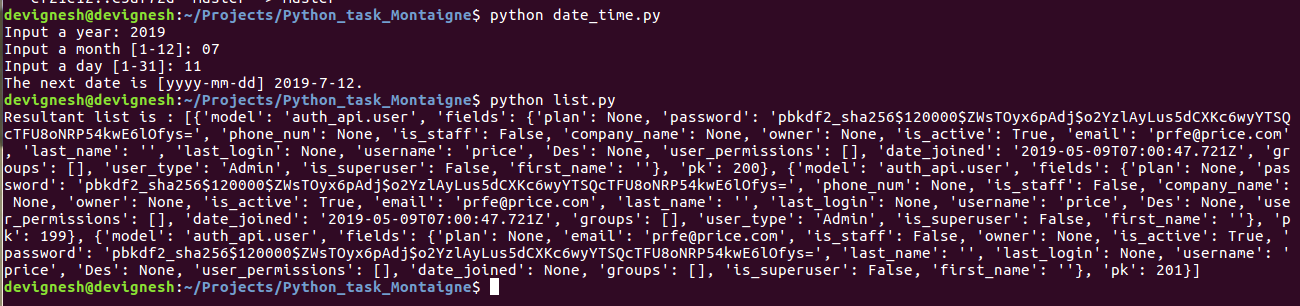 devignesh@devignesh:~/Projects/Python_task_Montaigne$ python date_time.py
Input a year: 2019
Input a month [1-12]: 07
Input a day [1-31]: 11
The next date is [yyyy-mm-dd] 2019-7-12.
devignesh@devignesh:~/Projects/Python_task_Montaigne$ python list.py
Resultant list is : [{'model': 'auth_api.user', 'fields': {'plan': None, 'password': 'pbkdf2_sha256$120000$ZWsTOyx6pAdj$o2YzlAyLus5dCXKc6wyYTSQ
cTFU8oNRP54kwE6lOfys=', 'phone_num': None, 'is_staff': False, 'company_name': None, 'owner': None, 'is_active': True, 'email': 'prfe@price.com'
, 'last_name': '', 'last_login': None, 'username': 'price', 'Des': None, 'user_permissions': [], 'date_joined': '2019-05-09T07:00:47.721Z', 'gr
oups': [], 'user_type': 'Admin', 'is_superuser': False, 'first_name': ''}, 'pk': 200}, {'model': 'auth_api.user', 'fields': {'plan': None, 'pas
sword': 'pbkdf2_sha256$120000$ZWsTOyx6pAdj$o2YzlAyLus5dCXKc6wyYTSQcTFU8oNRP54kwE6lOfys=', 'phone_num': None, 'is_staff': False, 'company_name':
 None, 'owner': None, 'is_active': True, 'email': 'prfe@price.com', 'last_name': '', 'last_login': None, 'username': 'price', 'Des': None, 'use
r_permissions': [], 'date_joined': '2019-05-09T07:00:47.721Z', 'groups': [], 'user_type': 'Admin', 'is_superuser': False, 'first_name': ''}, 'p
k': 199}, {'model': 'auth_api.user', 'fields': {'plan': None, 'email': 'prfe@price.com', 'is_staff': False, 'owner': None, 'is_active': True, '
password': 'pbkdf2_sha256$120000$ZWsTOyx6pAdj$o2YzlAyLus5dCXKc6wyYTSQcTFU8oNRP54kwE6lOfys=', 'last_name': '', 'last_login': None, 'username': '
price', 'Des': None, 'user_permissions': [], 'date_joined': None, 'groups': [], 'is_superuser': False, 'first_name': ''}, 'pk': 201}]
devignesh@devignesh:~/Projects/Python_task_Montaigne$